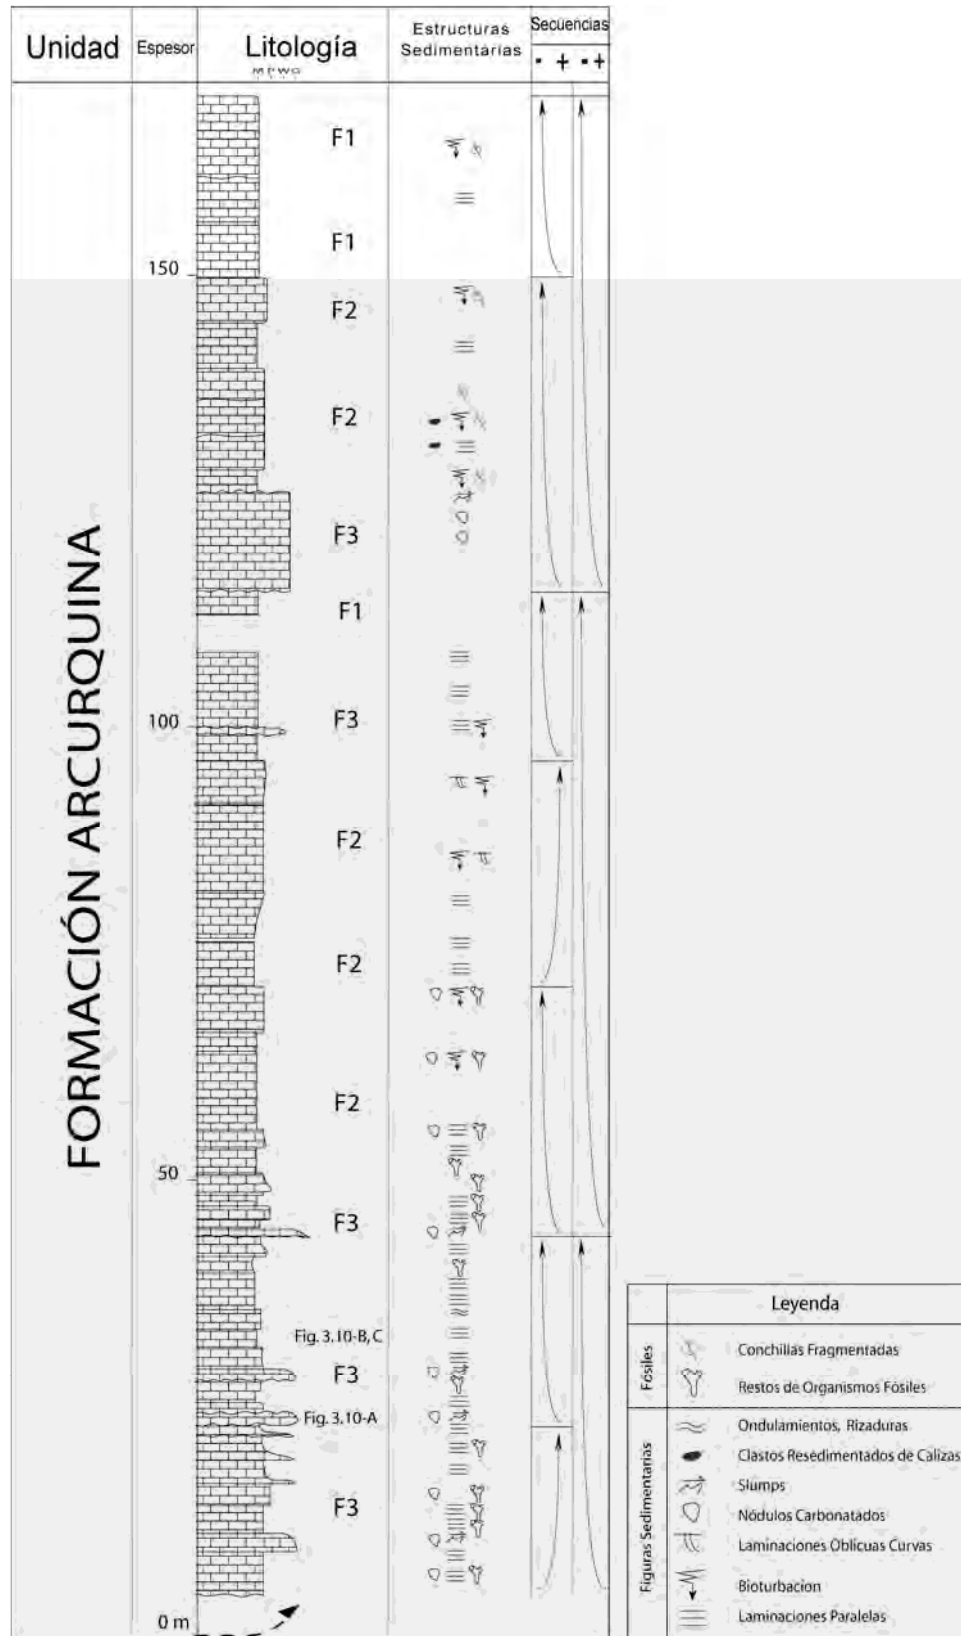 Unidad
Espesor
Litología
M P W G
Estructuras
Sedimentarias
Secuencias
- + - +
F1
F1
150
F2
F2
F3
F1
100
F3
F2
F2
F2
50
F3
Fig. 3.10-B, C
F3
Fig. 3.10-A
F3
0 m
FORMACIÓN ARCURQUINA
Leyenda
Fósiles
Conchillas Fragmentadas
Restos de Organismos Fósiles
Figuras Sedimentarias
Ondulamientos, Rizaduras
Clastos Resedimentados de Calizas
Slumps
Nódulos Carbonatados
Laminaciones Oblicuas Curvas
Bioturbacion
Laminaciones Paralelas